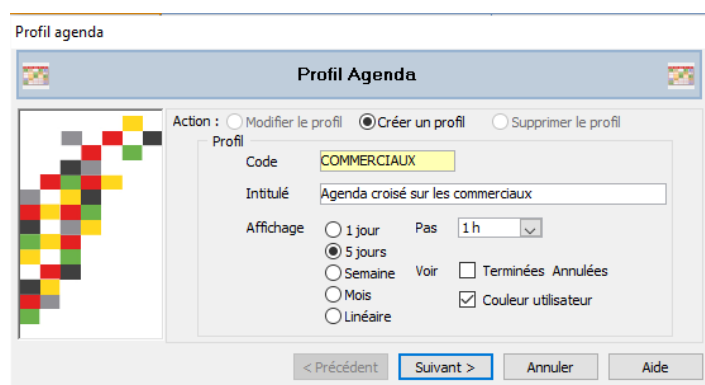 Profil agenda
Profil Agenda
Action : Modifier le profil Créer un profil Supprimer le profil
Profil
Code COMMERCIAUX
Intitulé Agenda croisé sur les commerciaux
Affichage 1 jour Pas 1 h
5 jours
Semaine Voir Terminées Annulées
Mois Couleur utilisateur
Linéaire
< Précédent Suivant > Annuler Aide